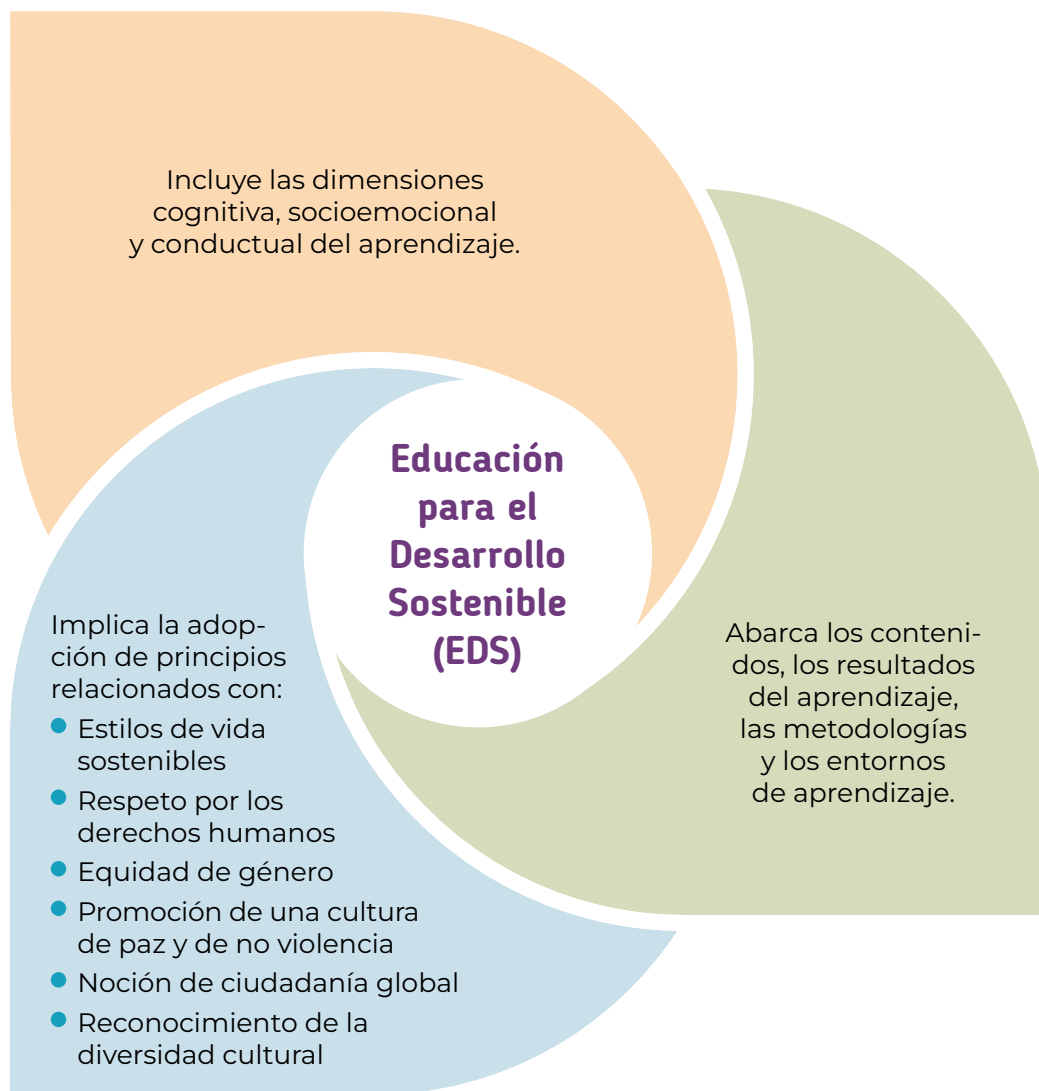 Incluye las dimensiones
cognitiva, socioemocional
y conductual del aprendizaje.
Educación
para el
Desarrollo
Sostenible
(EDS)
Abarca los conteni-
dos, los resultados
del aprendizaje,
las metodologías
y los entornos
de aprendizaje.
Implica la adop-
ción de principios
relacionados con:
Estilos de vida
sostenibles
Respeto por los
derechos humanos
Equidad de género
Promoción de una cultura
de paz y de no violencia
Noción de ciudadanía global
Reconocimiento de la
diversidad cultural